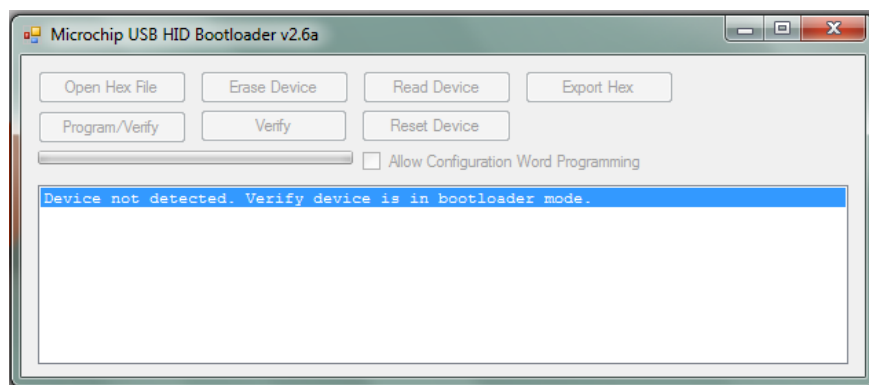 Microchip USB HID Bootloader v2.6a
Open Hex File Erase Device Read Device Export Hex
Program/Verify Verify Reset Device
Allow Configuration Word Programming
Device not detected. Verify device is in bootloader mode.